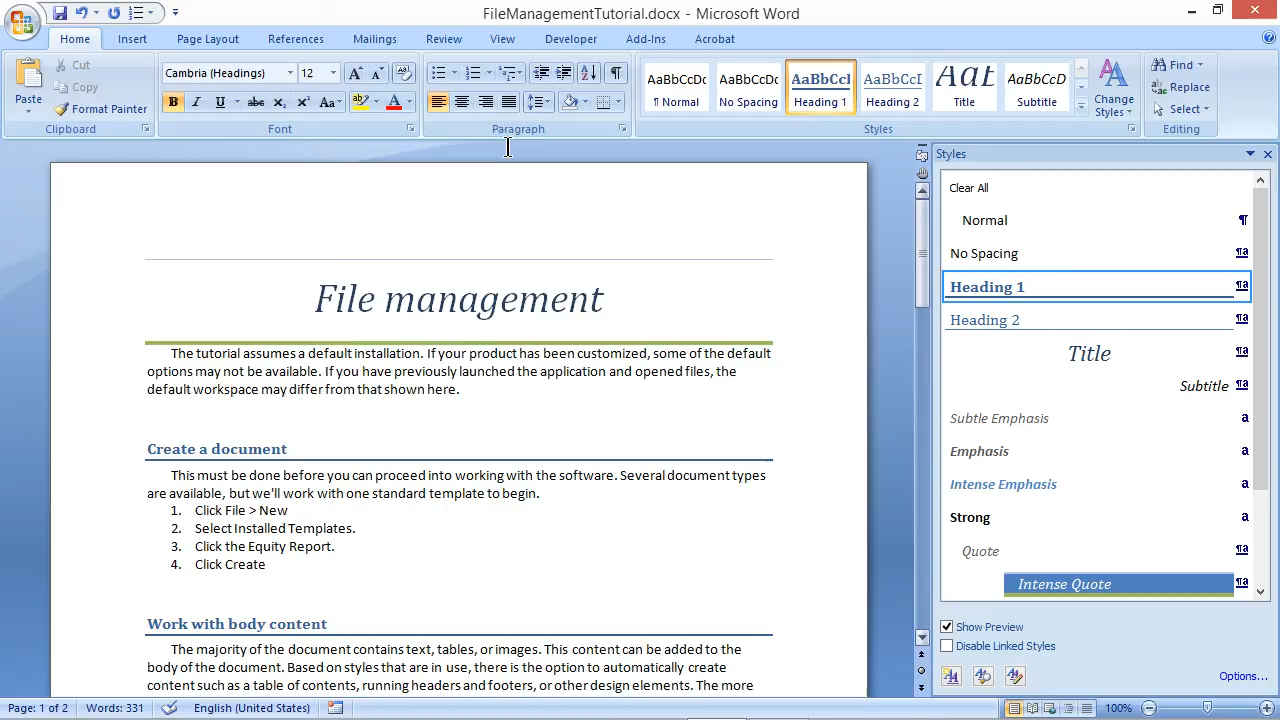 FileManagementTutorial.docx - Microsoft Word
Home Insert Page Layout References Mailings Review View Developer Add-Ins Acrobat
Paste
Cut
Copy
Format Painter
Clipboard
Cambria (Headings) 12
Font
Paragraph
AaBbCcDc AaBbCcDc AaBbCcI AaBbCcI AaI AaBbCcD
¶ Normal No Spacing Heading 1 Heading 2 Title Subtitle
Change
Styles
Styles
Find
Replace
Select
Editing
File management
The tutorial assumes a default installation. If your product has been customized, some of the default
options may not be available. If you have previously launched the application and opened files, the
default workspace may differ from that shown here.
Create a document
This must be done before you can proceed into working with the software. Several document types
are available, but we'll work with one standard template to begin.
1. Click File > New
2. Select Installed Templates.
3. Click the Equity Report.
4. Click Create
Work with body content
The majority of the document contains text, tables, or images. This content can be added to the
body of the document. Based on styles that are in use, there is the option to automatically create
content such as a table of contents, running headers and footers, or other design elements. The more
Styles
Clear All
Normal ¶
No Spacing ¶a
Heading 1 ¶a
Heading 2 ¶a
Title ¶a
Subtitle ¶a
Subtle Emphasis a
Emphasis a
Intense Emphasis a
Strong a
Quote ¶a
Intense Quote ¶a
Show Preview
Disable Linked Styles
Options...
Page: 1 of 2 Words: 331 English (United States) 100%